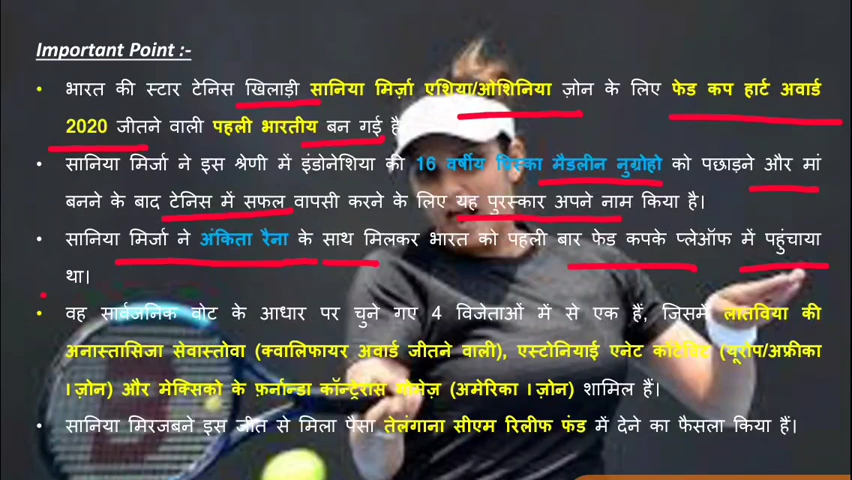 Important Point :-
• भारत की स्टार टेनिस खिलाड़ी सानिया मिर्ज़ा एशिया/ओशिनिया ज़ोन के लिए फेड कप हार्ट अवार्ड
2020 जीतने वाली पहली भारतीय बन गई है
• सानिया मिर्जा ने इस श्रेणी में इंडोनेशिया की 16 वर्षीय प्रिस्का मैडलीन नुग्रोहो को पछाड़ने और मां
बनने के बाद टेनिस में सफल वापसी करने के लिए यह पुरस्कार अपने नाम किया है।
• सानिया मिर्जा ने अंकिता रैना के साथ मिलकर भारत को पहली बार फेड कपके प्लेऑफ में पहुंचाया
था।
• वह सार्वजनिक वोट के आधार पर चुने गए 4 विजेताओं में से एक हैं, जिसमें लातविया की
अनास्तासिजा सेवास्तोवा (क्वालिफायर अवार्ड जीतने वाली), एस्टोनियाई एनेट कोंटेविट (यूरोप/अफ्रीका
I ज़ोन) और मेक्सिको के फ़र्नान्डा कॉन्ट्रेरास गोमेज़ (अमेरिका I ज़ोन) शामिल हैं।
• सानिया मिरजबने इस जीत से मिला पैसा तेलंगाना सीएम रिलीफ फंड में देने का फैसला किया हैं।